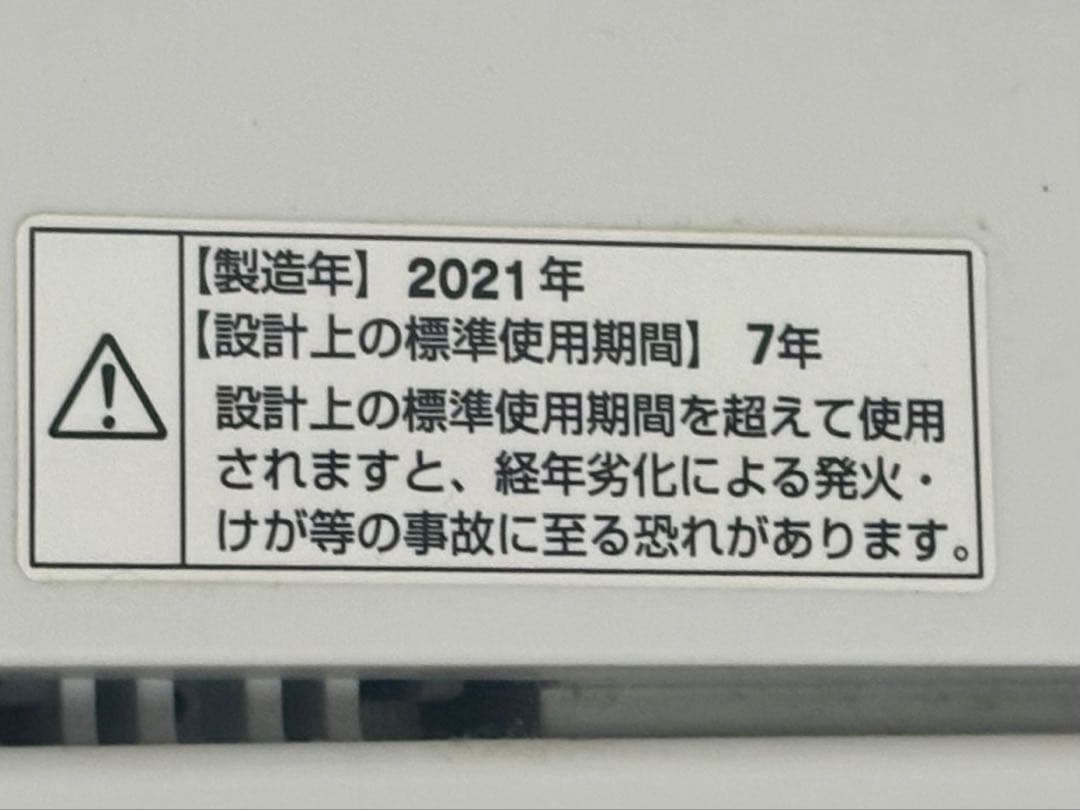 【製造年】 2021年
【設計上の標準使用期間】 7年
設計上の標準使用期間を超えて使用
されますと、経年劣化による発火・
けが等の事故に至る恐れがあります。